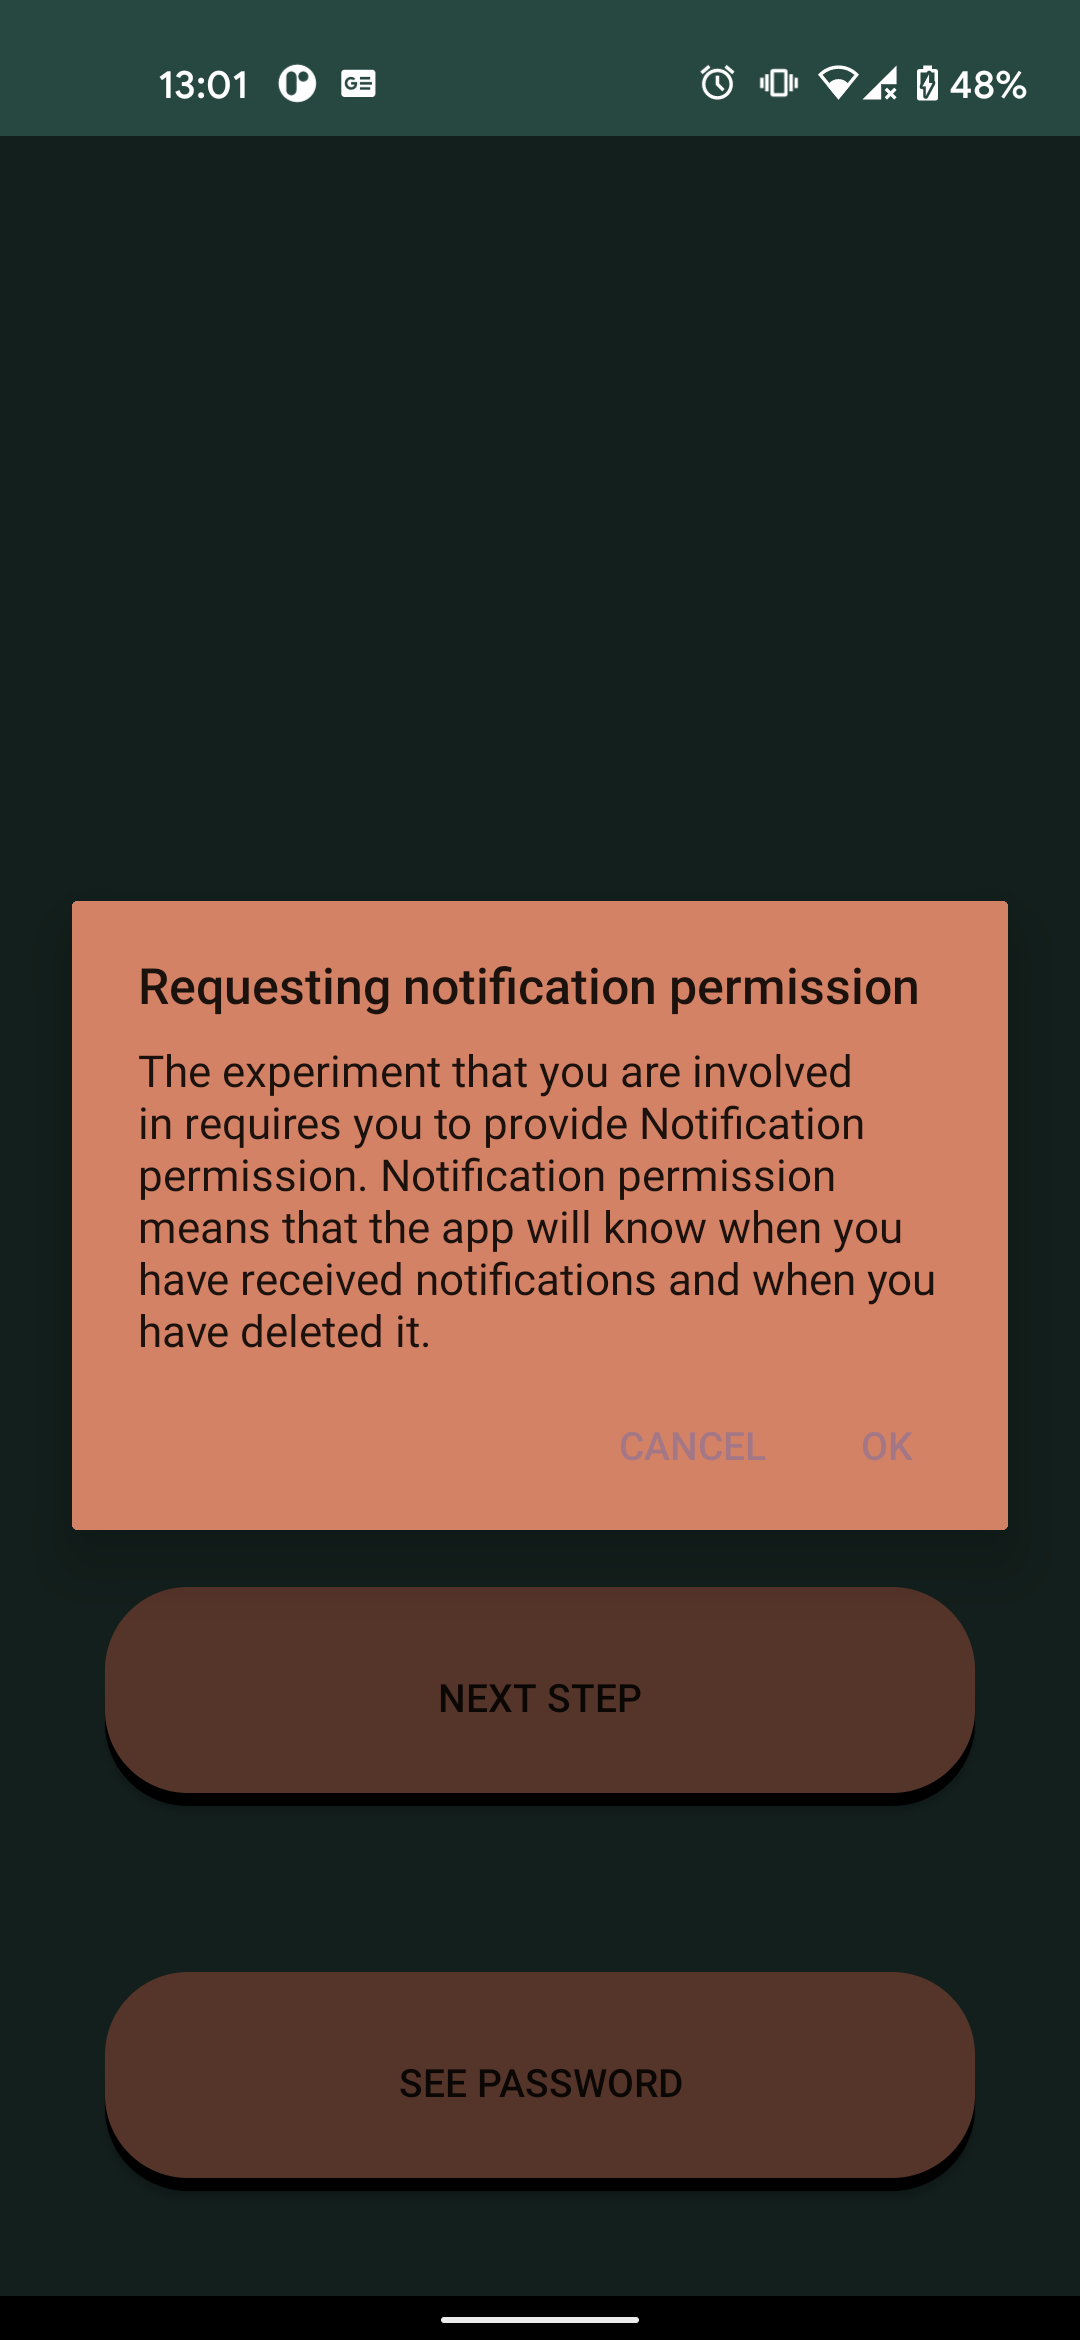 13:01
48%
Requesting notification permission
The experiment that you are involved
in requires you to provide Notification
permission. Notification permission
means that the app will know when you
have received notifications and when you
have deleted it.
CANCEL OK
NEXT STEP
SEE PASSWORD